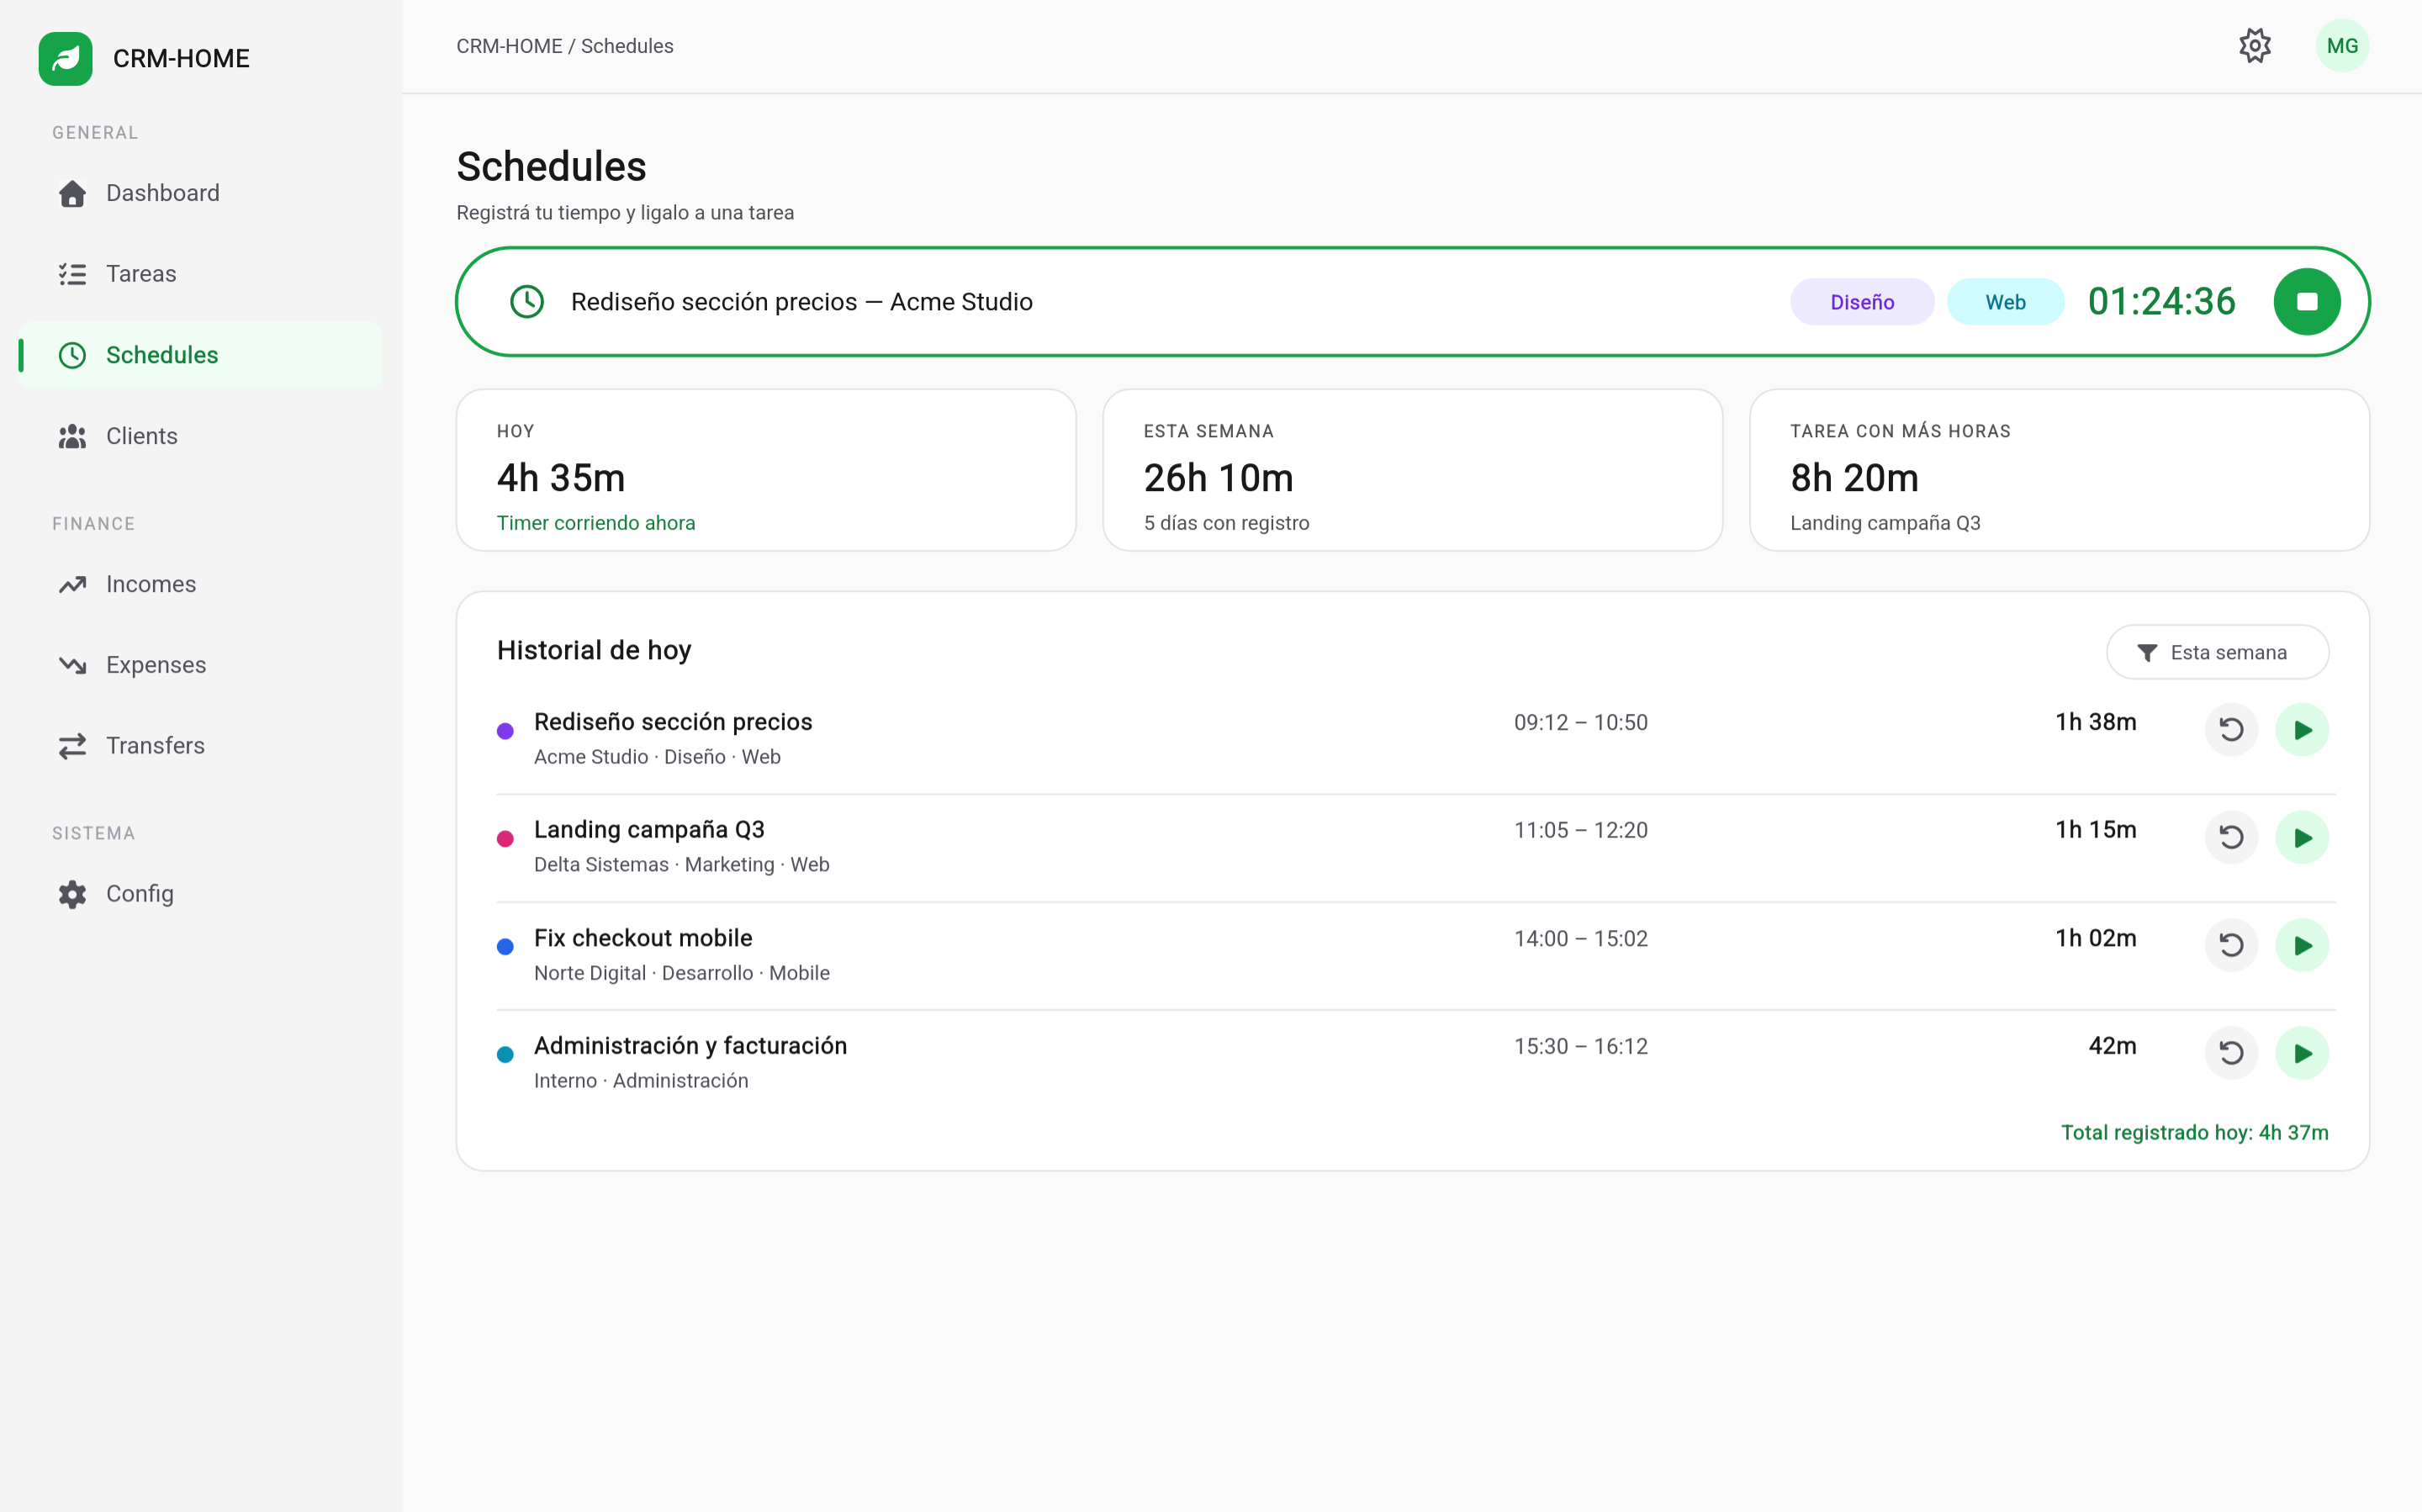 CRM-HOME
GENERAL
Dashboard
Tareas
Schedules
Clients
FINANCE
Incomes
Expenses
Transfers
SISTEMA
Config
CRM-HOME / Schedules
MG
Schedules
Registrá tu tiempo y ligalo a una tarea
Rediseño sección precios — Acme Studio
Diseño
Web
01:24:36
HOY
4h 35m
Timer corriendo ahora
ESTA SEMANA
26h 10m
5 días con registro
TAREA CON MÁS HORAS
8h 20m
Landing campaña Q3
Historial de hoy
Esta semana
Rediseño sección precios
Acme Studio · Diseño · Web
09:12 – 10:50
1h 38m
Landing campaña Q3
Delta Sistemas · Marketing · Web
11:05 – 12:20
1h 15m
Fix checkout mobile
Norte Digital · Desarrollo · Mobile
14:00 – 15:02
1h 02m
Administración y facturación
Interno · Administración
15:30 – 16:12
42m
Total registrado hoy: 4h 37m